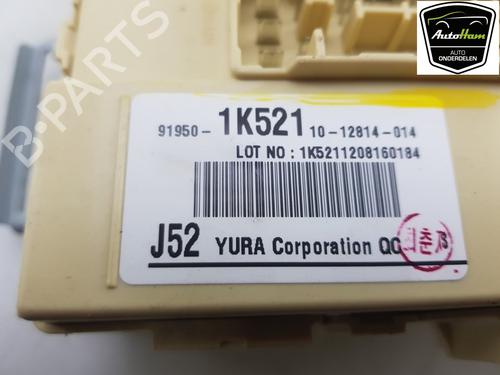 AutoHam
AUTO
ONDERDELEN
B-PARTS
91950- 1K521 10-12814-014
LOT NO : 1K5211208160184
J52 YURA Corporation QC